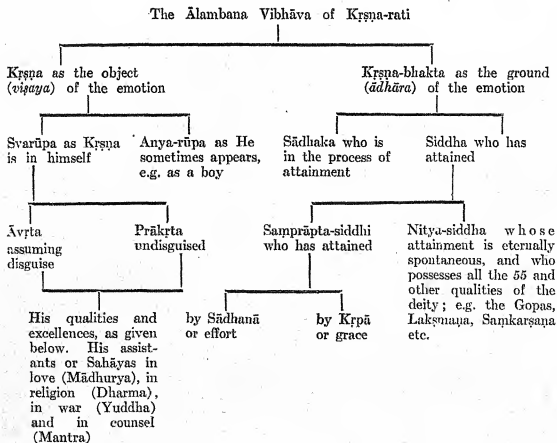 The Ālambana Vibhāva of Kṛṣṇa-rati
Kṛṣṇa as the object
(viṣaya) of the emotion
Kṛṣṇa-bhakta as the ground
(ādhāra) of the emotion
Svarūpa as Kṛṣṇa
is in himself
Anya-rūpa as He
sometimes appears,
e.g. as a boy
Sādhaka who is
in the process of
attainment
Siddha who has
attained
Āvṛta
assuming
disguise
Prākṛta
undisguised
Saṃprāpta-siddhi
who has attained
Nitya-siddha whose
attainment is eternally
spontaneous, and who
possesses all the 55 and
other qualities of the
deity; e.g. the Gopas,
Lakṣmaṇa, Saṃkarṣaṇa
etc.
His qualities and
excellences, as given
below. His assist-
ants or Sahāyas in
love (Mādhurya), in
religion (Dharma),
in war (Yuddha)
and in counsel
(Mantra)
by Sādhanā
or effort
by Kṛpā
or grace